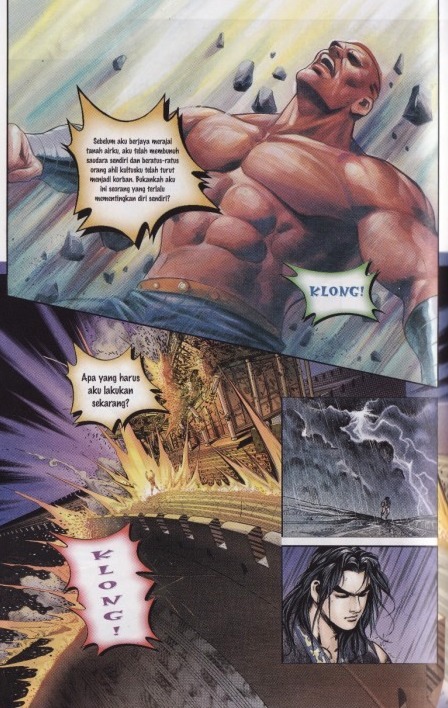 Sebelum aku berjaya merajai
tanah airku, aku telah membunuh
saudara sendiri dan beratus-ratus
orang ahli kultusku telah turut
menjadi korban. Bukankah aku
ini seorang yang terlalu
mementingkan diri sendiri?
KLONG!
Apa yang harus
aku lakukan
sekarang?
KLONG!